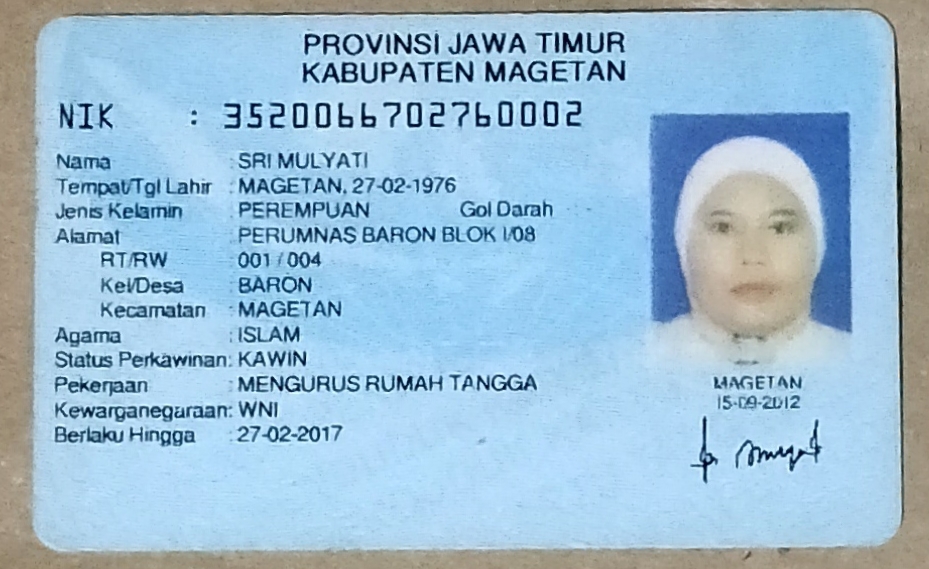 PROVINSI JAWA TIMUR
KABUPATEN MAGETAN
NIK : 3520066702760002
Nama : SRI MULYATI
Tempat/Tgl Lahir : MAGETAN, 27-02-1976
Jenis Kelamin : PEREMPUAN Gol Darah
Alamat : PERUMNAS BARON BLOK I/08
RT/RW : 001 / 004
Kel/Desa : BARON
Kecamatan : MAGETAN
Agama : ISLAM
Status Perkawinan: KAWIN
Pekerjaan : MENGURUS RUMAH TANGGA
Kewarganegaraan: WNI
Berlaku Hingga : 27-02-2017
MAGETAN
15-09-2012